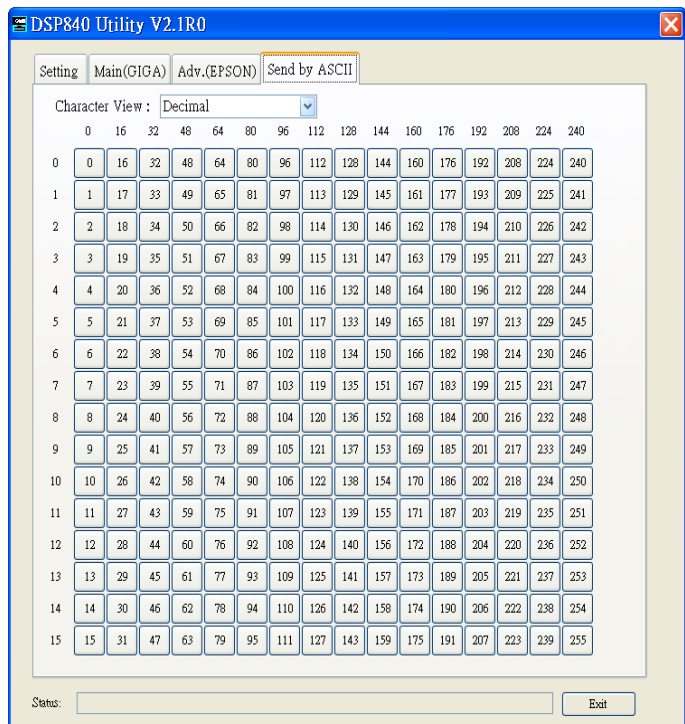 DSP840 Utility V2.1R0
Setting Main(GIGA) Adv.(EPSON) Send by ASCII
Character View : Decimal
0 16 32 48 64 80 96 112 128 144 160 176 192 208 224 240
0 0 16 32 48 64 80 96 112 128 144 160 176 192 208 224 240
1 1 17 33 49 65 81 97 113 129 145 161 177 193 209 225 241
2 2 18 34 50 66 82 98 114 130 146 162 178 194 210 226 242
3 3 19 35 51 67 83 99 115 131 147 163 179 195 211 227 243
4 4 20 36 52 68 84 100 116 132 148 164 180 196 212 228 244
5 5 21 37 53 69 85 101 117 133 149 165 181 197 213 229 245
6 6 22 38 54 70 86 102 118 134 150 166 182 198 214 230 246
7 7 23 39 55 71 87 103 119 135 151 167 183 199 215 231 247
8 8 24 40 56 72 88 104 120 136 152 168 184 200 216 232 248
9 9 25 41 57 73 89 105 121 137 153 169 185 201 217 233 249
10 10 26 42 58 74 90 106 122 138 154 170 186 202 218 234 250
11 11 27 43 59 75 91 107 123 139 155 171 187 203 219 235 251
12 12 28 44 60 76 92 108 124 140 156 172 188 204 220 236 252
13 13 29 45 61 77 93 109 125 141 157 173 189 205 221 237 253
14 14 30 46 62 78 94 110 126 142 158 174 190 206 222 238 254
15 15 31 47 63 79 95 111 127 143 159 175 191 207 223 239 255
Status: Exit